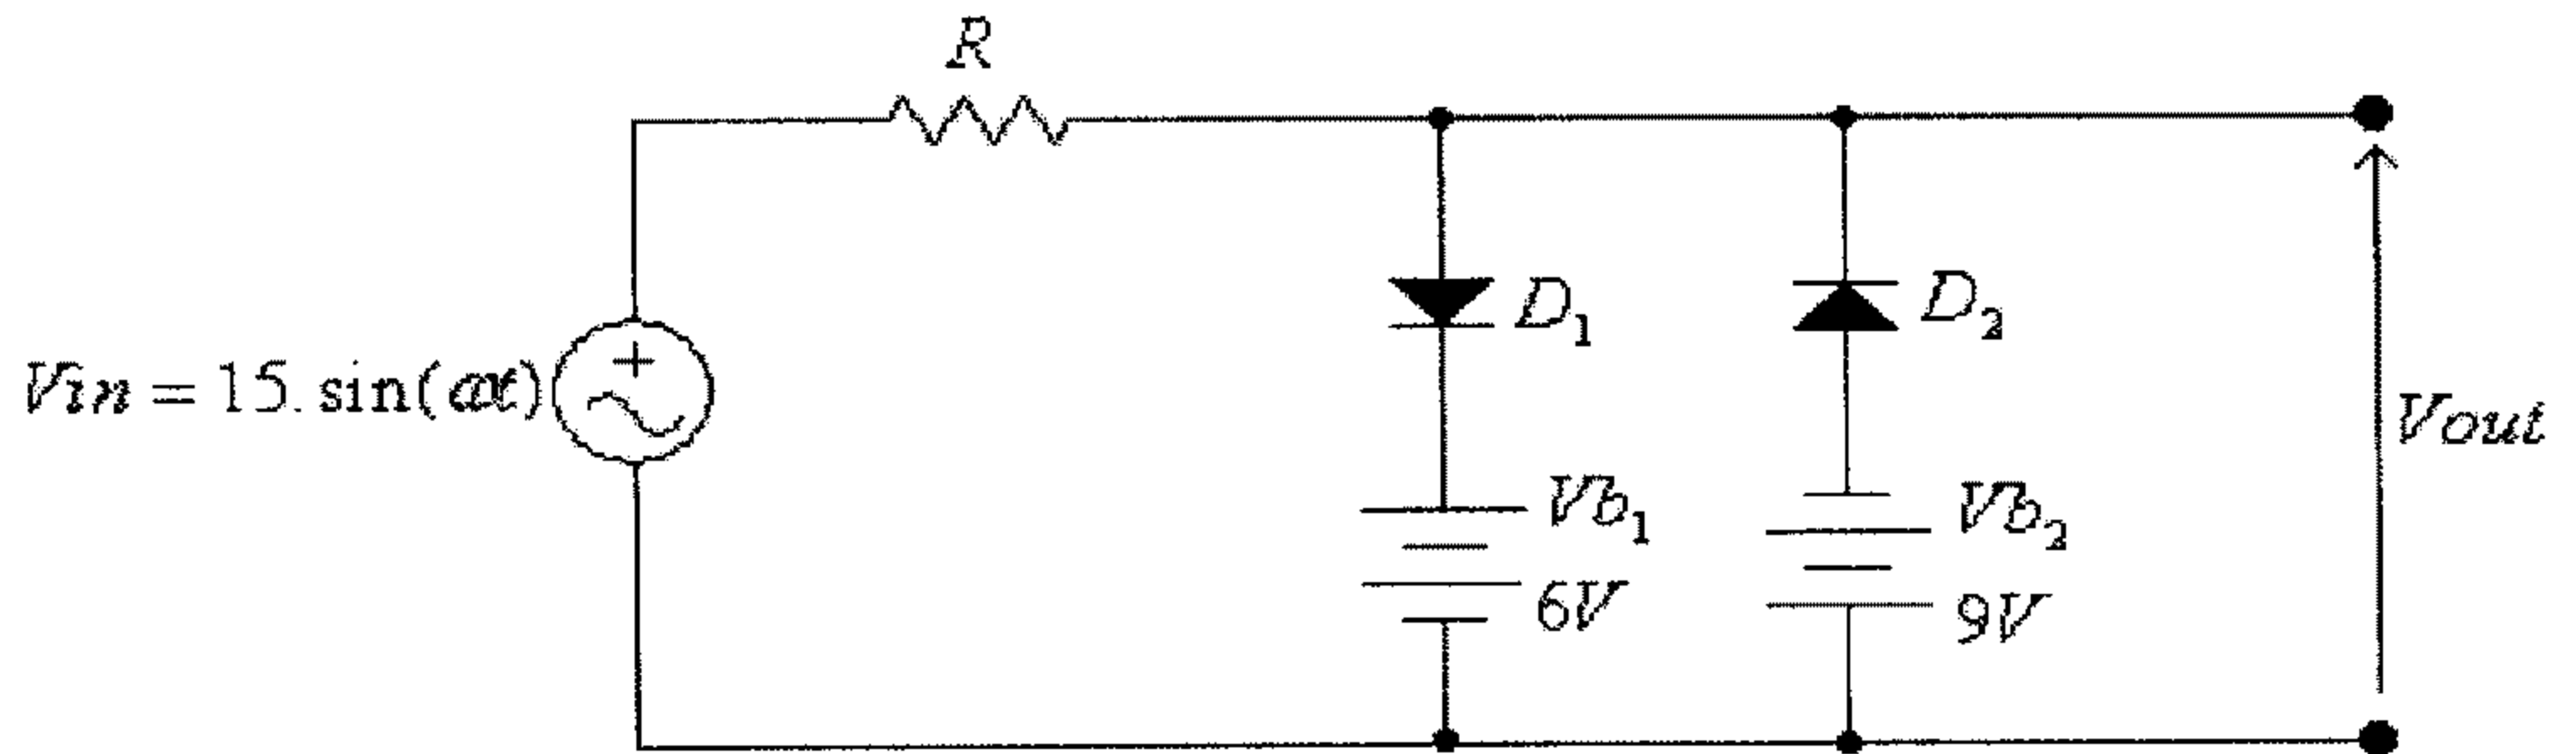 R
D₁
D₂
Vin = 15. sin(ωt)
+
Vout
Vb₁
Vb₂
6V
9V